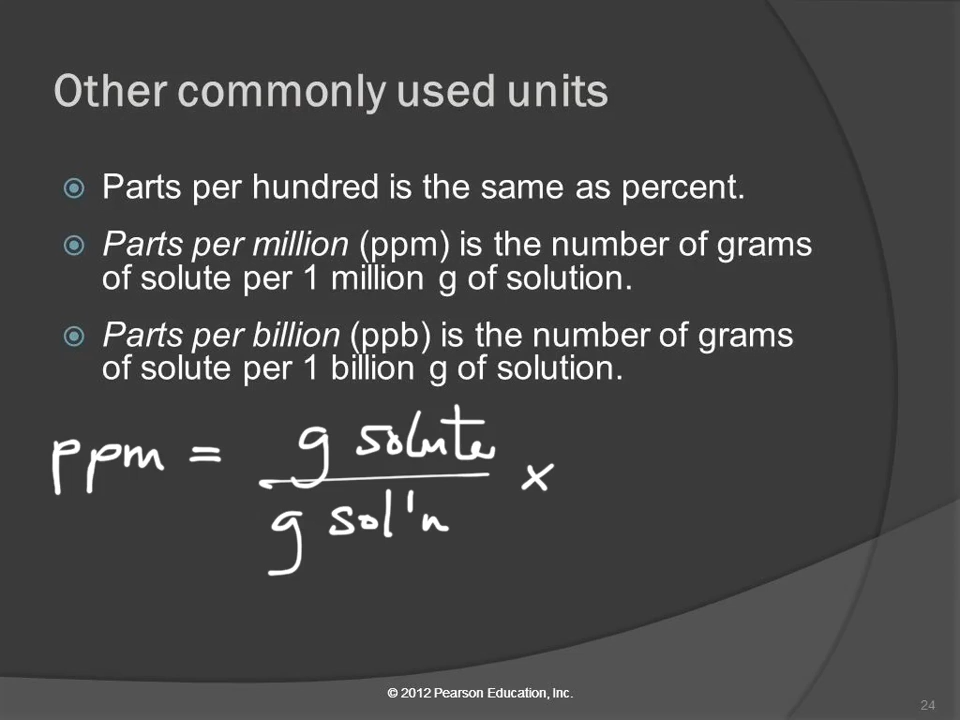 Other commonly used units
Parts per hundred is the same as percent.
Parts per million (ppm) is the number of grams
of solute per 1 million g of solution.
Parts per billion (ppb) is the number of grams
of solute per 1 billion g of solution.
ppm = g solute
g sol'n ×
© 2012 Pearson Education, Inc.
24